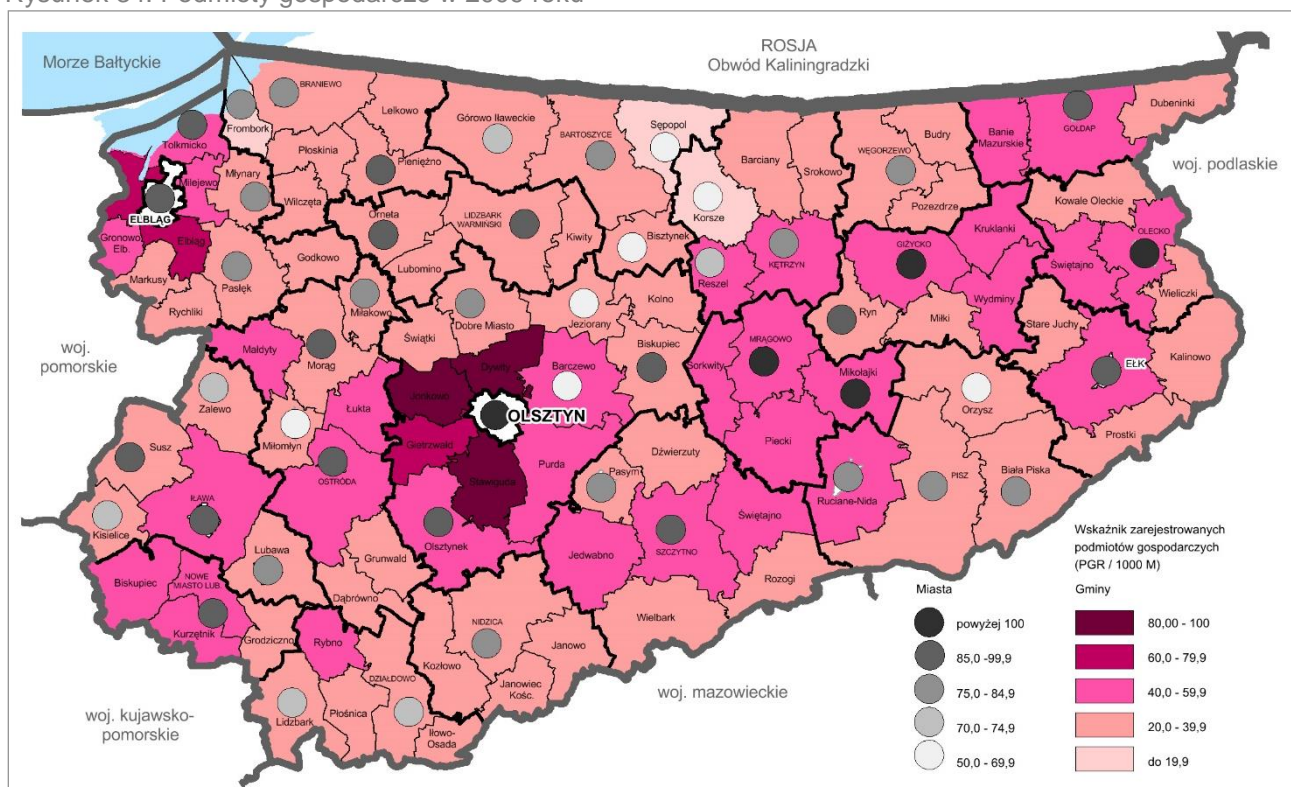 Morze Bałtyckie
ROSJA
Obwód Kaliningradzki
BRANIEWO
Lelkowo
Frombork
Górowo Iławeckie
Sępopol
GOŁDAP
Dubeninki
Tolkmicko
Płoskinia
Pieniężno
BARTOSZYCE
Barciany
Srokowo
WĘGORZEWO
Budry
Banie
Mazurskie
woj. podlaskie
Milejewo
Młynary
Wilczęta
Orneta
LIDZBARK
WARMIŃSKI
Kiwity
Bisztynek
Korsze
Pozezdrze
Kowale Oleckie
ELBLĄG
Gronowo
Elb.
Elbląg
Godkowo
Lubomino
Reszel
KĘTRZYN
GIŻYCKO
Kruklanki
Świętajno
OLECKO
Markusy
Pasłęk
Rychliki
Miłakowo
Dobre Miasto
Jeziorany
Kolno
Ryn
Miłki
Wydminy
Wieliczki
Stare Juchy
woj.
pomorskie
Małdyty
Morąg
Świątki
Dywity
Barczewo
Biskupiec
Sorkwity
MRĄGOWO
Mikołajki
EŁK
Kalinowo
Zalewo
Miłomłyn
Łukta
Jonkowo
OLSZTYN
Orzysz
Prostki
Susz
OSTRÓDA
Gietrzwałd
Stawiguda
Purda
Pasym
Dźwierzuty
Piecki
Ruciane-Nida
PISZ
Biała Piska
Kisielice
IŁAWA
Olsztynek
Jedwabno
SZCZYTNO
Świętajno
Lubawa
Grunwald
Dąbrówno
Rozogi
Wielbark
Biskupiec
NOWE
MIASTO LUB.
Kurzętnik
Grodziczno
Rybno
NIDZICA
Janowo
Kozłowo
Janowiec
Kośc.
DZIAŁDOWO
Lidzbark
Płośnica
Iłowo-
Osada
woj. kujawsko-
pomorskie
woj. mazowieckie
Wskaźnik zarejestrowanych
podmiotów gospodarczych
(PGR / 1000 M)
Miasta
Gminy
powyżej 100
80,00 - 100
85,0 -99,9
60,0 - 79,9
75,0 - 84,9
40,0 - 59,9
70,0 - 74,9
20,0 - 39,9
50,0 - 69,9
do 19,9